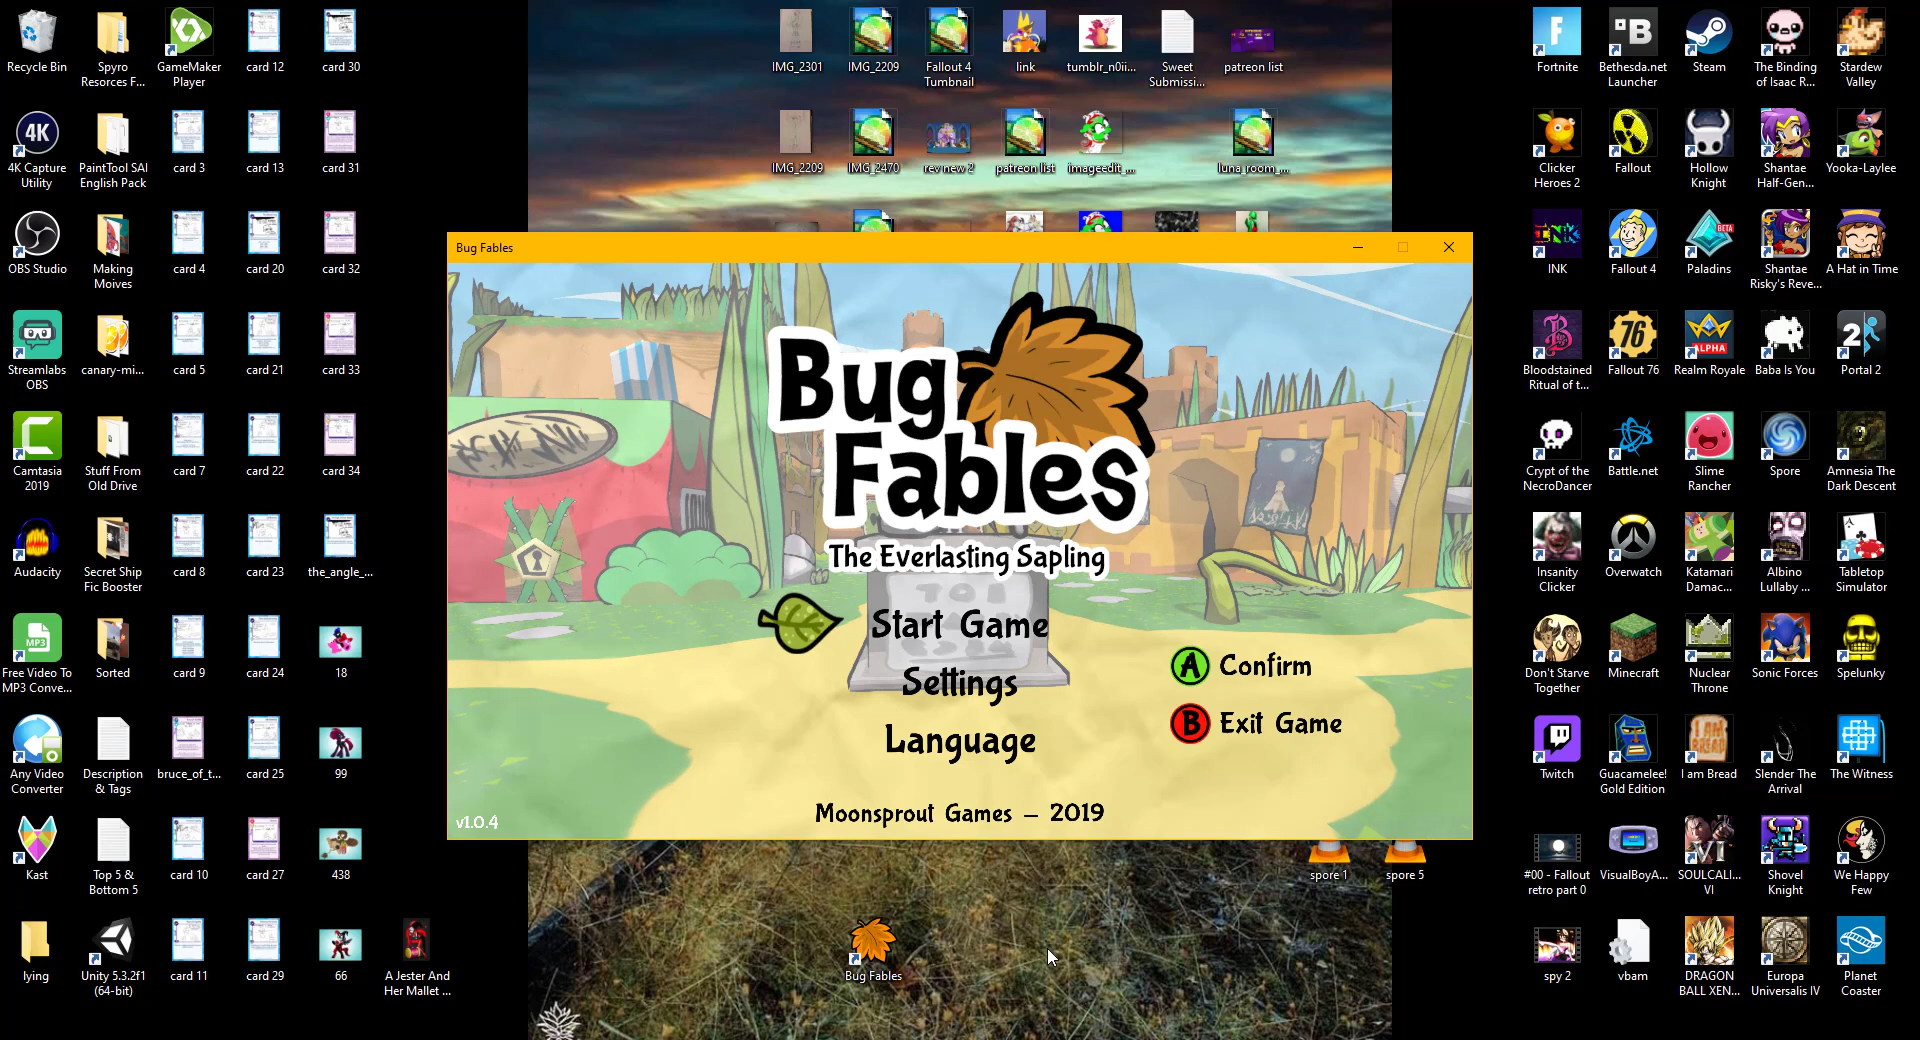 Recycle Bin
Spyro
Resorces F...
GameMaker
Player
card 12
card 30
4K
4K Capture
Utility
PaintTool SAI
English Pack
card 3
card 13
card 31
OBS Studio
Making
Moives
card 4
card 20
card 32
Streamlabs
OBS
canary-mi...
card 5
card 21
card 33
Camtasia
2019
Stuff From
Old Drive
card 7
card 22
card 34
Audacity
Secret Ship
Fic Booster
card 8
card 23
the_angle_...
MP3
Free Video To
MP3 Conve...
Sorted
card 9
card 24
18
Any Video
Converter
Description
& Tags
bruce_of_t...
card 25
99
Kast
Top 5 &
Bottom 5
card 10
card 27
438
lying
Unity 5.3.2f1
(64-bit)
card 11
card 29
66
A Jester And
Her Mallet ...
IMG_2301
IMG_2209
Fallout 4
Tumbnail
link
tumblr_n0ii...
Sweet
Submissi...
patreon list
IMG_2209
IMG_2470
rev new 2
patreon list
imageedit_...
luna_room_...
Bug Fables
Bug
Fables
The Everlasting Sapling
Start Game
Settings
Language
A Confirm
B Exit Game
Moonsprout Games – 2019
v1.0.4
spore 1
spore 5
Bug Fables
Fortnite
Bethesda.net
Launcher
Steam
The Binding
of Isaac R...
Stardew
Valley
Clicker
Heroes 2
Fallout
Hollow
Knight
Shantae
Half-Gen...
Yooka-Laylee
INK
INK
Fallout 4
BETA
Paladins
Shantae
Risky's Reve...
A Hat in Time
Bloodstained
Ritual of t...
76
Fallout 76
ALPHA
Realm Royale
Baba Is You
2
Portal 2
Crypt of the
NecroDancer
Battle.net
Slime
Rancher
Spore
Amnesia The
Dark Descent
Insanity
Clicker
Overwatch
Katamari
Damac...
Albino
Lullaby ...
Tabletop
Simulator
Don't Starve
Together
Minecraft
Nuclear
Throne
Sonic Forces
Spelunky
Twitch
Guacamelee!
Gold Edition
I AM
BREAD
I am Bread
Slender The
Arrival
The Witness
#00 - Fallout
retro part 0
VisualBoyA...
VI
SOULCALI...
VI
Shovel
Knight
We Happy
Few
spy 2
vbam
DRAGON
BALL XEN...
Europa
Universalis IV
Planet
Coaster